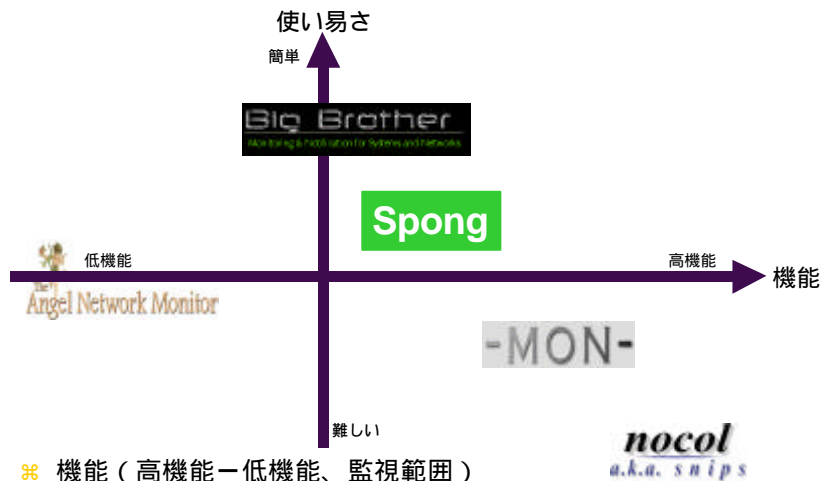 使い易さ
簡単
Big Brother
Monitoring & Notification for Systems and Networks
Spong
低機能
高機能
機能
The
Angel Network Monitor
-MON-
難しい
nocol
a.k.a. snips
⌘ 機能（高機能－低機能、監視範囲）